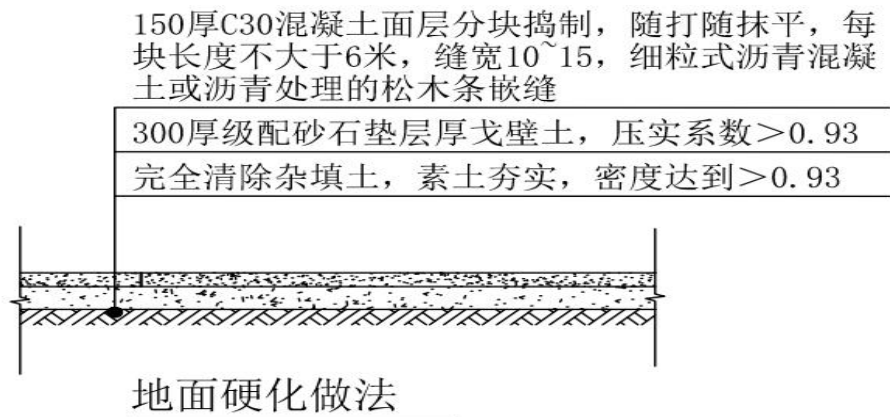 150厚C30混凝土面层分块捣制，随打随抹平，每
块长度不大于6米，缝宽10~15，细粒式沥青混凝
土或沥青处理的松木条嵌缝
300厚级配砂石垫层厚戈壁土，压实系数＞0.93
完全清除杂填土，素土夯实，密度达到＞0.93
地面硬化做法